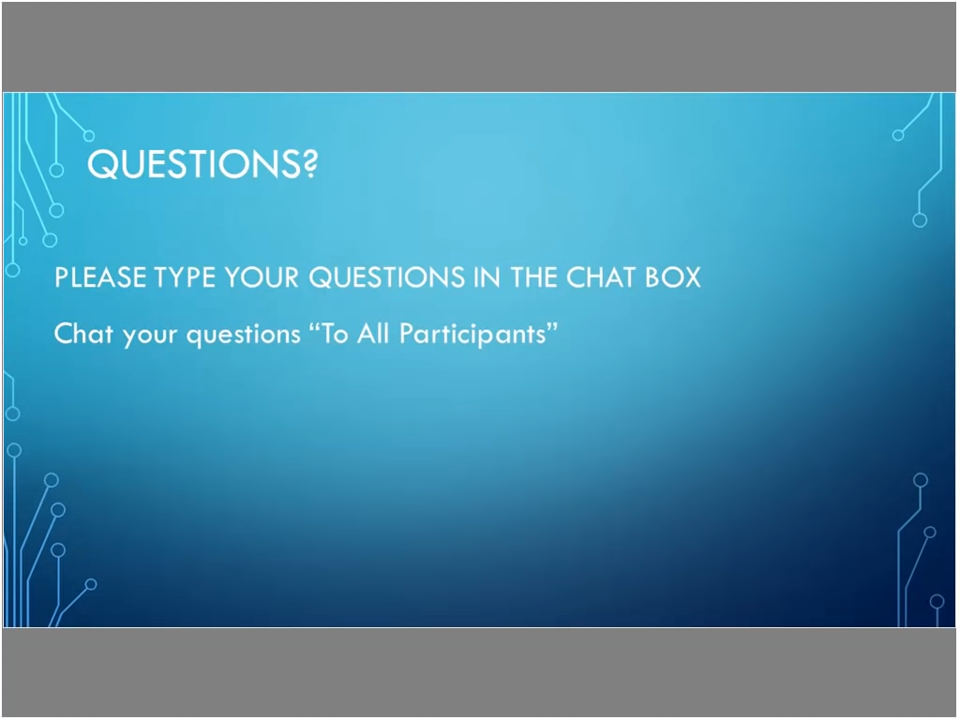 QUESTIONS?
PLEASE TYPE YOUR QUESTIONS IN THE CHAT BOX
Chat your questions “To All Participants”